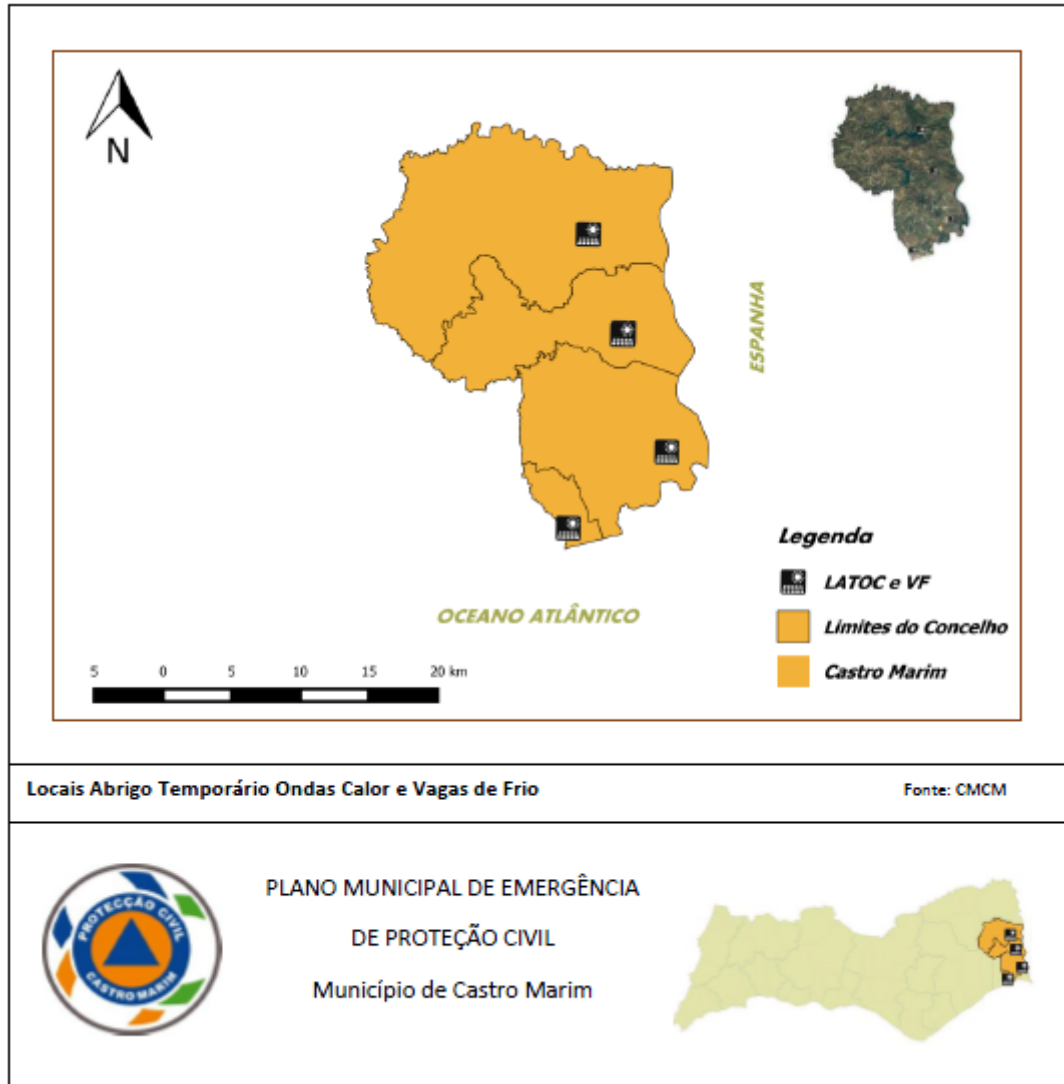 N
ESPANHA
OCEANO ATLÂNTICO
Legenda
LATOC e VF
Limites do Concelho
Castro Marim
5 0 5 10 15 20 km
Locais Abrigo Temporário Ondas Calor e Vagas de Frio
Fonte: CMCM
PROTECÇÃO CIVIL
CASTRO MARIM
PLANO MUNICIPAL DE EMERGÊNCIA
DE PROTEÇÃO CIVIL
Município de Castro Marim